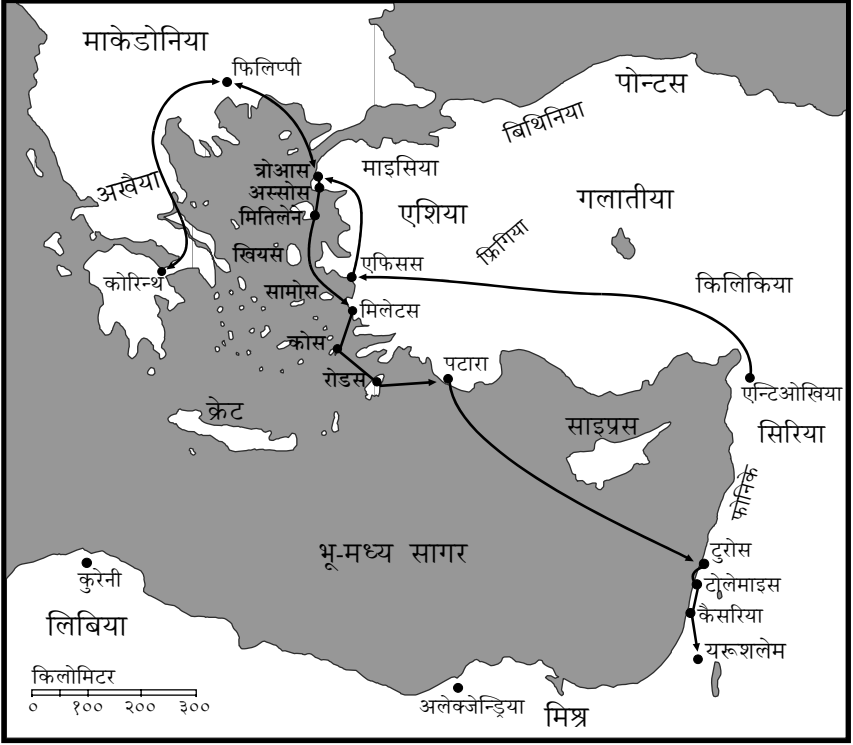 माकेडोनिया
फिलिप्पी
पोन्टस
बिथिनिया
त्रोआस
माइसिया
अस्सोस
अखैया
मितिलेन
एशिया
गलातीया
फ्रिगिया
खियस
एफिसस
कोरिन्थ
सामोस
किलिकिया
मिलेटस
कोस
पटारा
रोडस
एन्टिओखिया
क्रेट
साइप्रस
सिरिया
फोनिके
भू-मध्य सागर
टुरोस
कुरेनी
टोलेमाइस
लिबिया
कैसरिया
यरूशलेम
किलोमिटर
० १०० २०० ३००
अलेक्जेन्ड्रिया
मिश्र